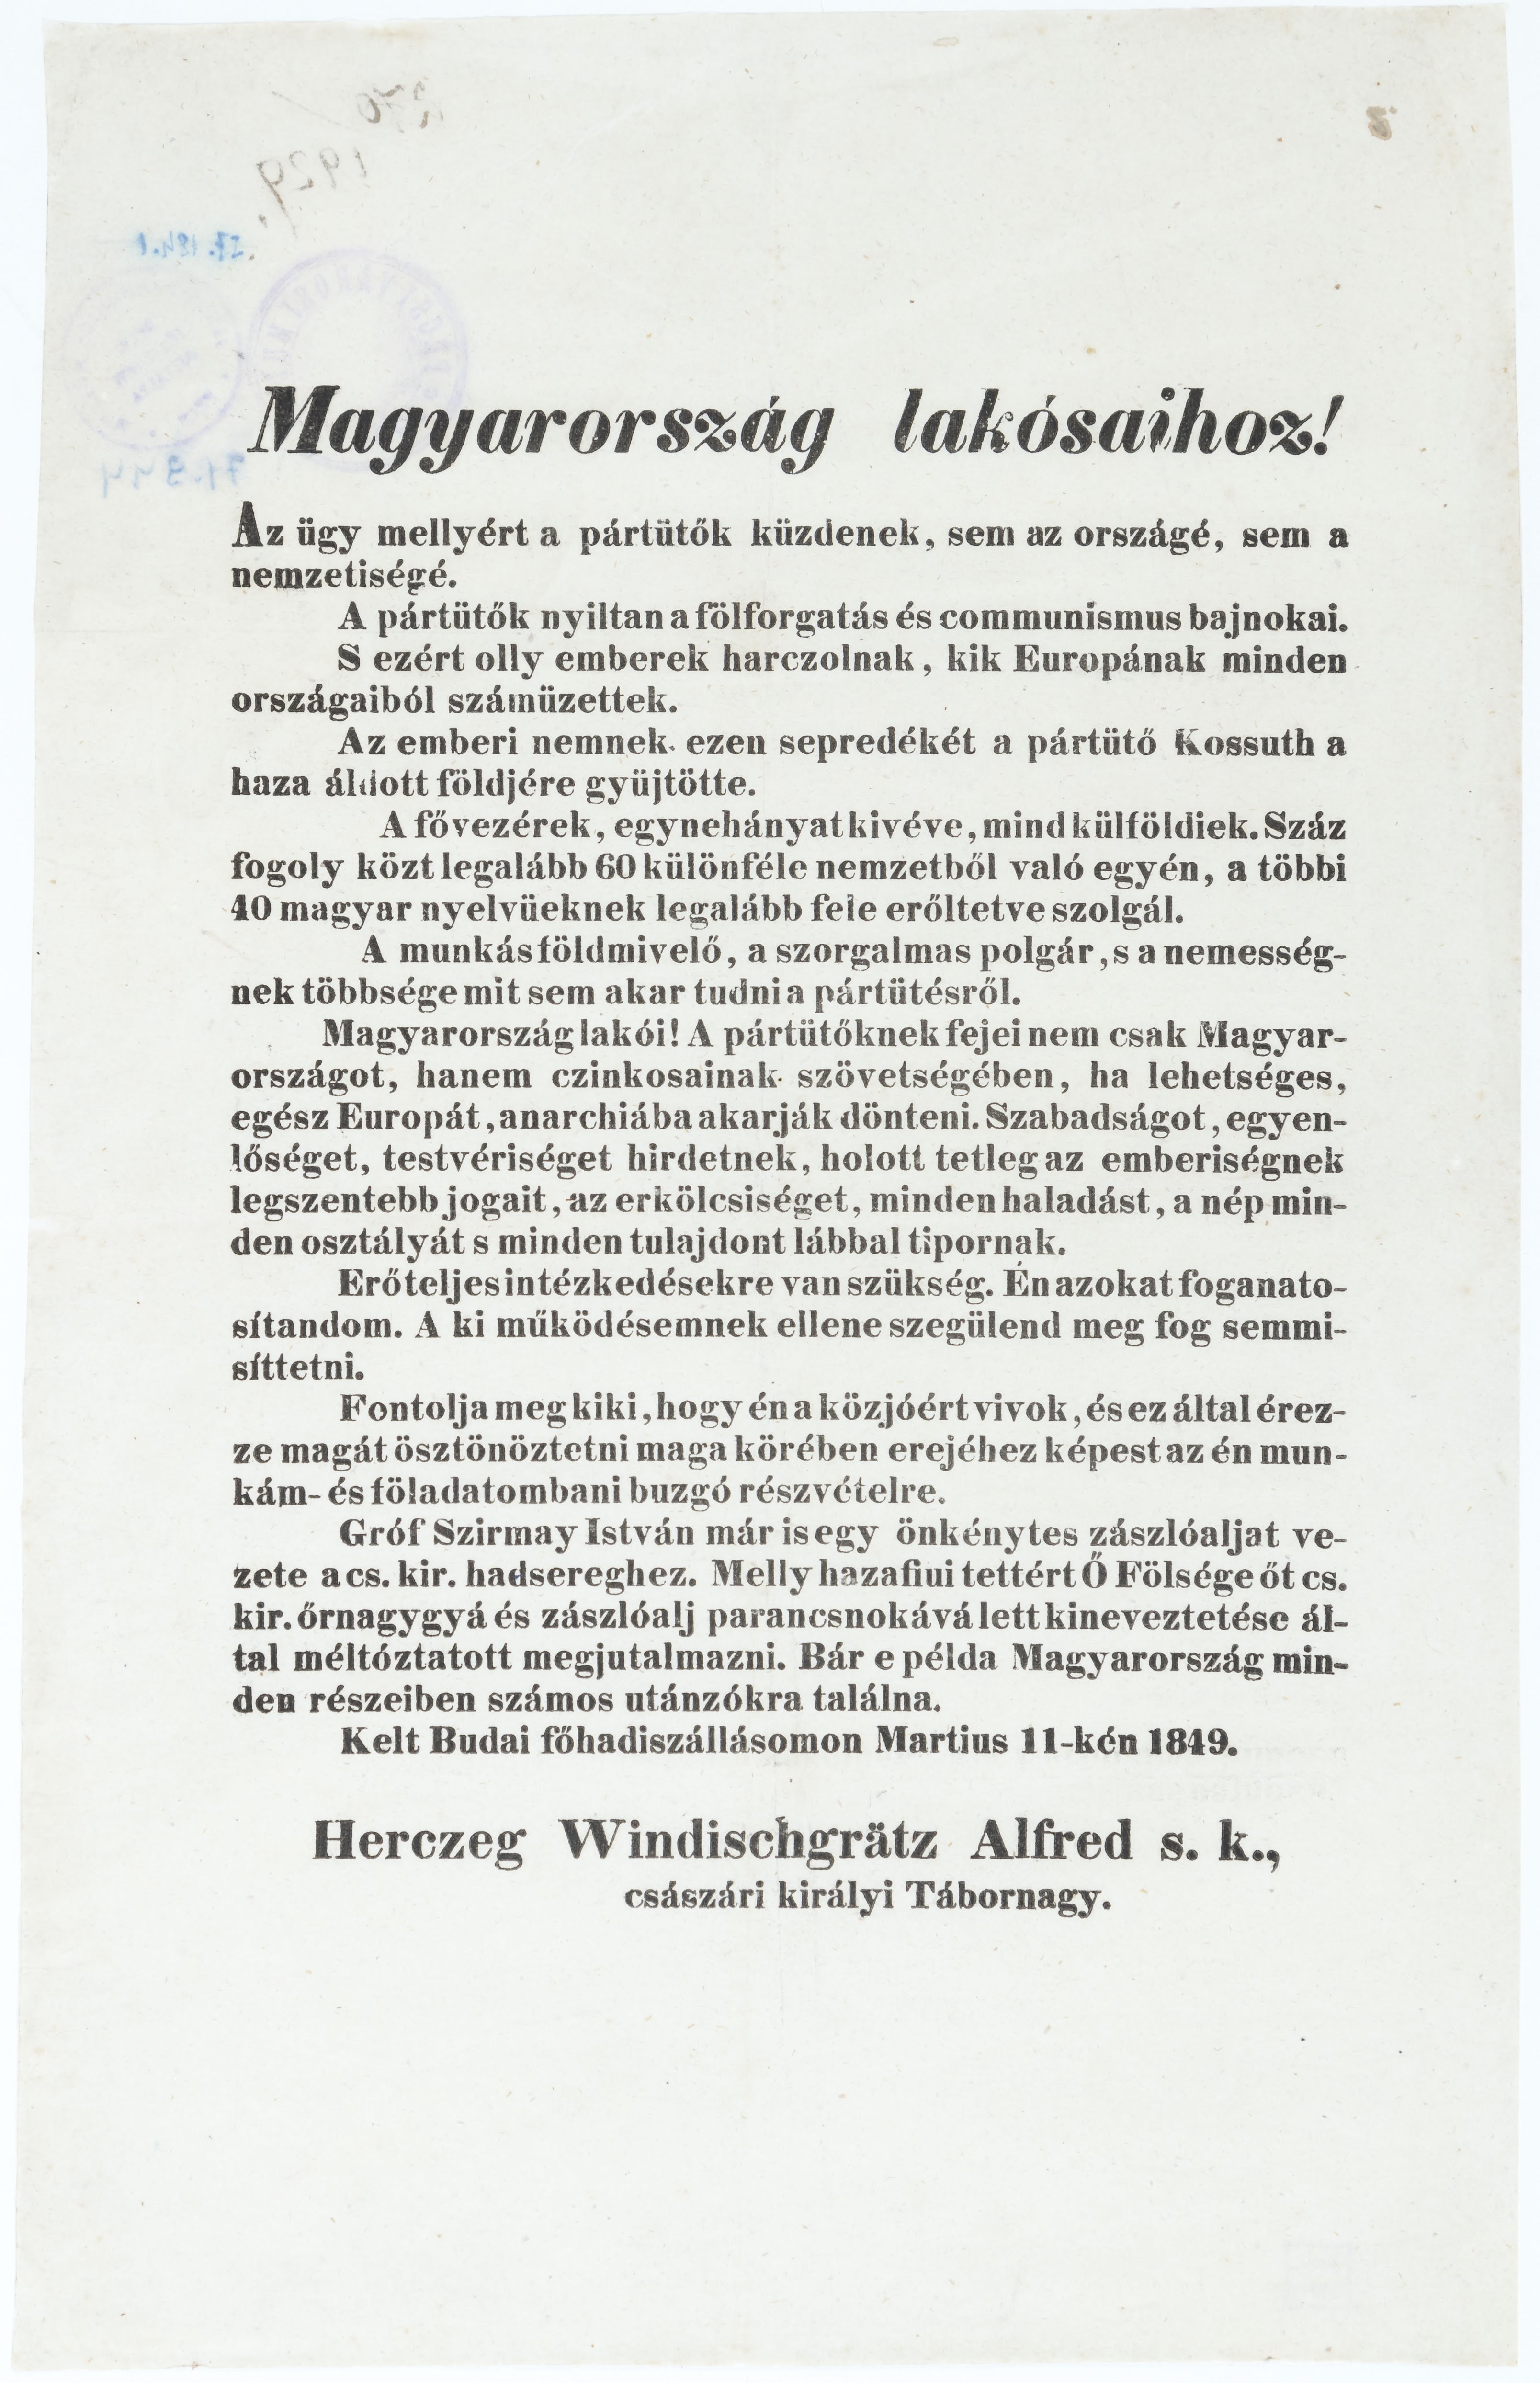 Magyarország lakósaihoz!
Az ügy mellyért a pártütők küzdenek, sem az országé, sem a
nemzetiségé.
A pártütők nyiltan a fölforgatás és communismus bajnokai.
S ezért olly emberek harczolnak, kik Europának minden
országaiból számüzettek.
Az emberi nemnek ezen sepredékét a pártütő Kossuth a
haza áldott földjére gyüjtötte.
A fővezérek, egynehányat kivéve, mind külföldiek. Száz
fogoly közt legalább 60 különféle nemzetből való egyén, a többi
40 magyar nyelvüeknek legalább fele erőltetve szolgál.
A munkás földmivelő, a szorgalmas polgár, s a nemesség-
nek többsége mit sem akar tudni a pártütésről.
Magyarország lakói! A pártütőknek fejei nem csak Magyar-
országot, hanem czinkosainak szövetségében, ha lehetséges,
egész Europát, anarchiába akarják dönteni. Szabadságot, egyen-
lőséget, testvériséget hirdetnek, holott tetleg az emberiségnek
legszentebb jogait, az erkölcsiséget, minden haladást, a nép min-
den osztályát s minden tulajdont lábbal tipornak.
Erőteljes intézkedésekre van szükség. Én azokat foganato-
sítandom. A ki működésemnek ellene szegülend meg fog semmi-
síttetni.
Fontolja meg kiki, hogy én a közjóért vivok, és ez által érez-
ze magát ösztönöztetni maga körében erejéhez képest az én mun-
kám- és föladatombani buzgó részvételre.
Gróf Szirmay István már is egy önkénytes zászlóaljat ve-
zete a cs. kir. hadsereghez. Melly hazafiui tettért Ő Fölsége őt cs.
kir. őrnagygyá és zászlóalj parancsnokává lett kineveztetése ál-
tal méltóztatott megjutalmazni. Bár e példa Magyarország min-
den részeiben számos utánzókra találna.
Kelt Budai főhadiszállásomon Martius 11-kén 1849.
Herczeg Windischgrätz Alfred s. k.,
császári királyi Tábornagy.